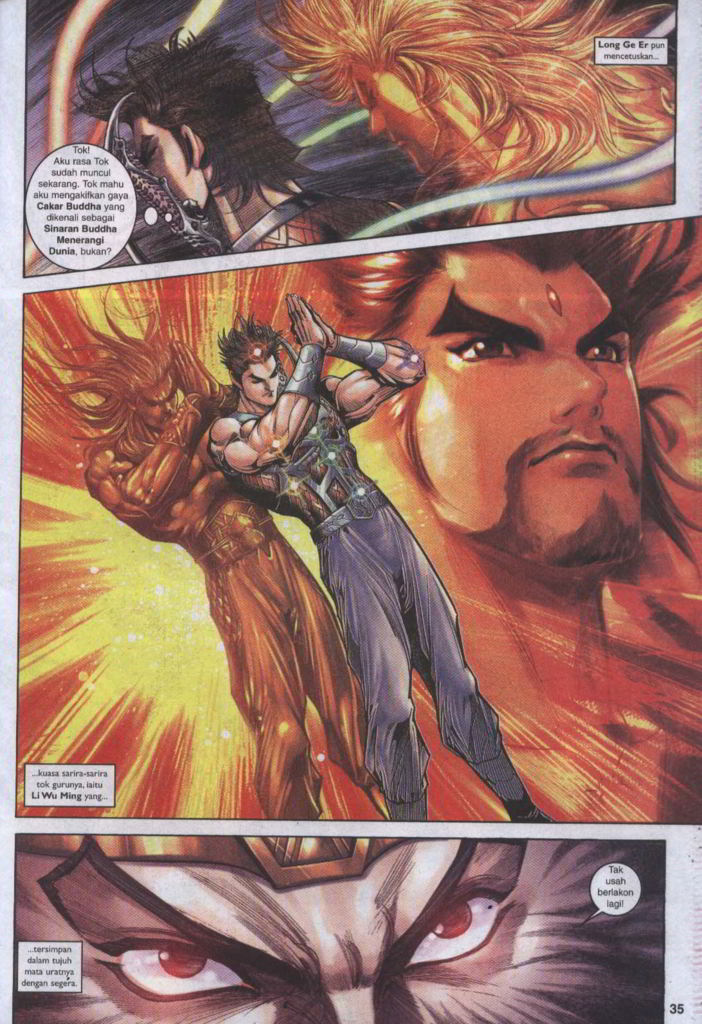 Long Ge Er pun
mencetuskan...
Tok!
Aku rasa Tok
sudah muncul
sekarang. Tok mahu
aku mengakifkan gaya
Cakar Buddha yang
dikenali sebagai
Sinaran Buddha
Menerangi
Dunia, bukan?
...kuasa sarira-sarira
tok gurunya, iaitu
Li Wu Ming yang...
Tak
usah
berlakon
lagi!
...tersimpan
dalam tujuh
mata uratnya
dengan segera.
35